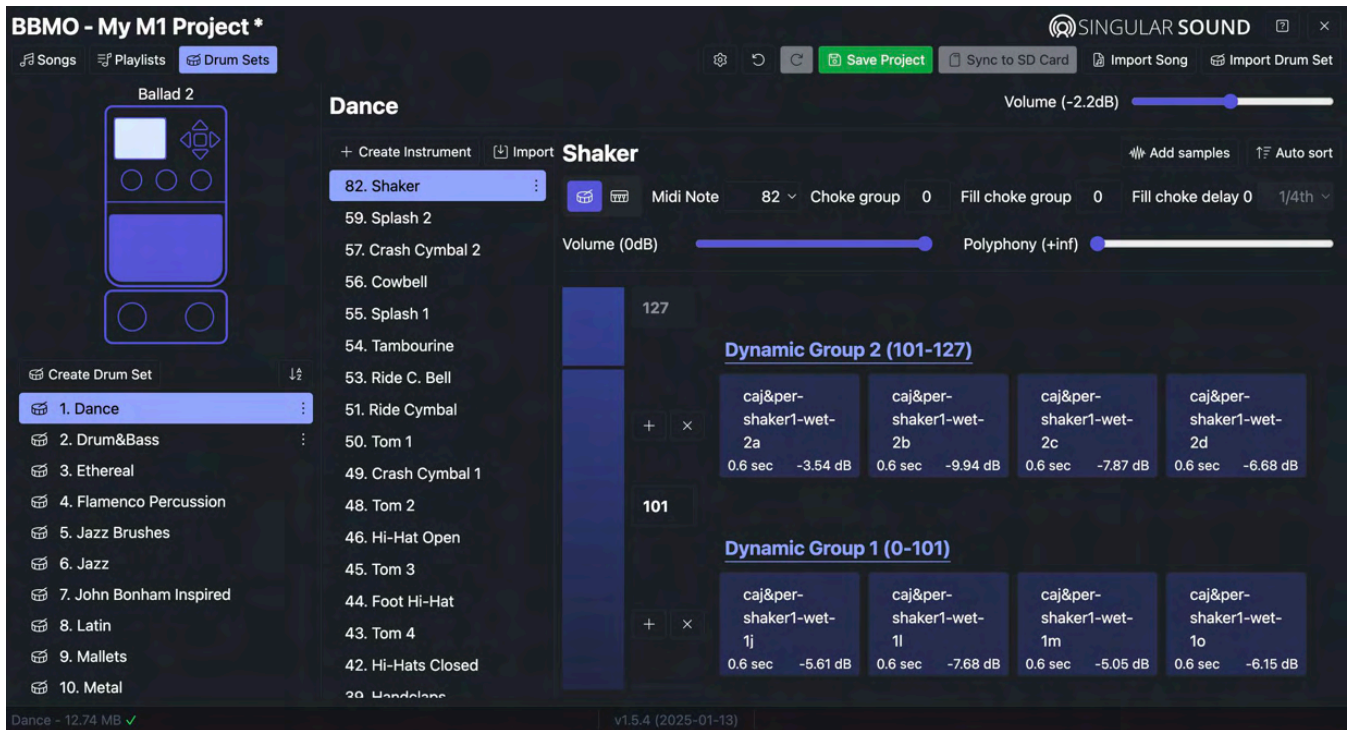 BBMO - My M1 Project *
SINGULAR SOUND
Songs
Playlists
Drum Sets
Save Project
Sync to SD Card
Import Song
Import Drum Set
Ballad 2
Create Drum Set
1. Dance
2. Drum&Bass
3. Ethereal
4. Flamenco Percussion
5. Jazz Brushes
6. Jazz
7. John Bonham Inspired
8. Latin
9. Mallets
10. Metal
Dance
Volume (-2.2dB)
+ Create Instrument
Import
82. Shaker
59. Splash 2
57. Crash Cymbal 2
56. Cowbell
55. Splash 1
54. Tambourine
53. Ride C. Bell
51. Ride Cymbal
50. Tom 1
49. Crash Cymbal 1
48. Tom 2
46. Hi-Hat Open
45. Tom 3
44. Foot Hi-Hat
43. Tom 4
42. Hi-Hats Closed
39. Handclaps
Shaker
Add samples
Auto sort
Midi Note 82
Choke group 0
Fill choke group 0
Fill choke delay 0 1/4th
Volume (0dB)
Polyphony (+inf)
127
Dynamic Group 2 (101-127)
caj&per-
shaker1-wet-
2a
0.6 sec -3.54 dB
caj&per-
shaker1-wet-
2b
0.6 sec -9.94 dB
caj&per-
shaker1-wet-
2c
0.6 sec -7.87 dB
caj&per-
shaker1-wet-
2d
0.6 sec -6.68 dB
101
Dynamic Group 1 (0-101)
caj&per-
shaker1-wet-
1j
0.6 sec -5.61 dB
caj&per-
shaker1-wet-
1l
0.6 sec -7.68 dB
caj&per-
shaker1-wet-
1m
0.6 sec -5.05 dB
caj&per-
shaker1-wet-
1o
0.6 sec -6.15 dB
Dance - 12.74 MB ✓
v1.5.4 (2025-01-13)